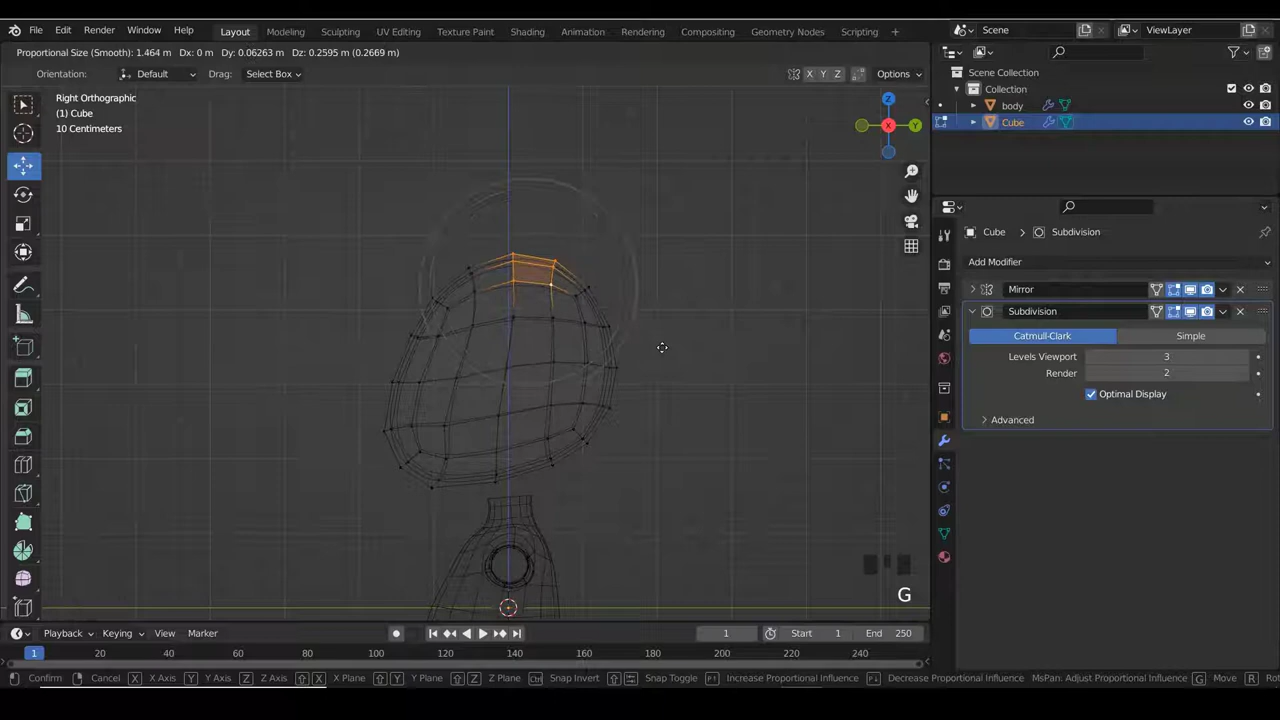 File Edit Render Window Help Layout Modeling Sculpting UV Editing Texture Paint Shading Animation Rendering Compositing Geometry Nodes Scripting + Scene ViewLayer
Proportional Size (Smooth): 1.464 m Dx: 0 m Dy: 0.06263 m Dz: 0.2595 m (0.2669 m)
Orientation: Default Drag: Select Box X Y Z Options
Right Orthographic
(1) Cube
10 Centimeters
Z
X
Y
Scene Collection
Collection
body
Cube
Cube > Subdivision
Add Modifier
Mirror
Subdivision
Catmull-Clark Simple
Levels Viewport 3
Render 2
Optimal Display
Advanced
G
Playback Keying View Marker 1 Start 1 End 250
0 20 40 60 80 100 120 140 160 180 200 220 240
1
Confirm Cancel X X Axis Y Y Axis Z Z Axis X X Plane Y Y Plane Z Z Plane Ctrl Snap Invert Snap Toggle Increase Proportional Influence Decrease Proportional Influence MsPan: Adjust Proportional Influence G Move R